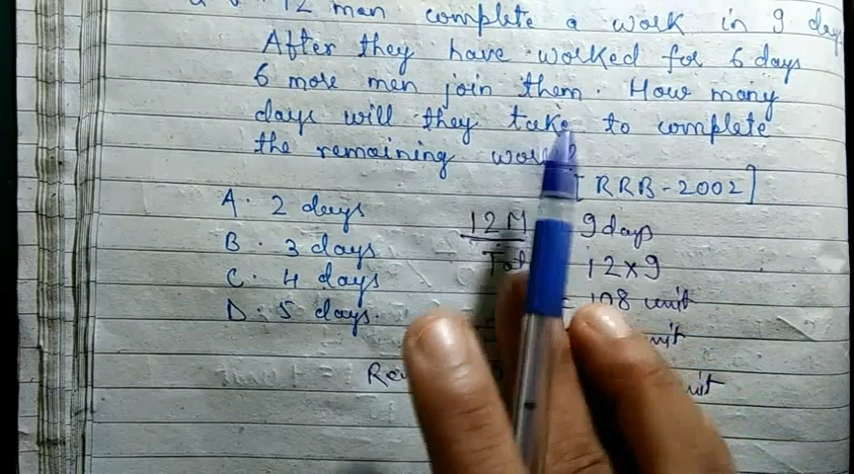 12 man complete a work in 9
After they have worked for 6 days
6 more men join them. How many
days will they take to complete
the remaining
[RRB-2002]
A. 2 days
B. 3 days
C. 4 days
D. 5 days.
12M 9 days
12×9
= 108 unit